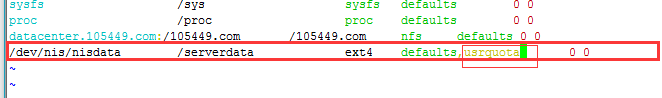 sysfs /sys sysfs defaults 0 0
proc /proc proc defaults 0 0
datacenter.105449.com:/105449.com /105449.com nfs defaults 0 0
/dev/nis/nisdata /serverdata ext4 defaults,usrquota 0 0
~
~